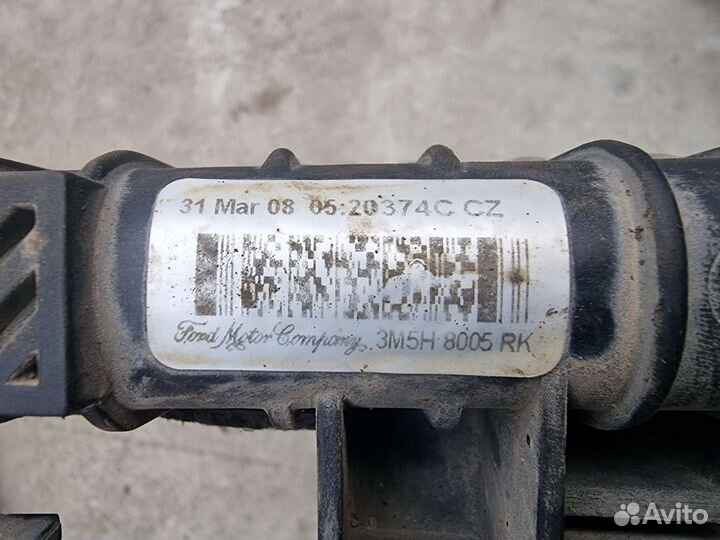 31 Mar 08 05:20374C CZ
Ford Motor Company. 3M5H 8005 RK
Avito